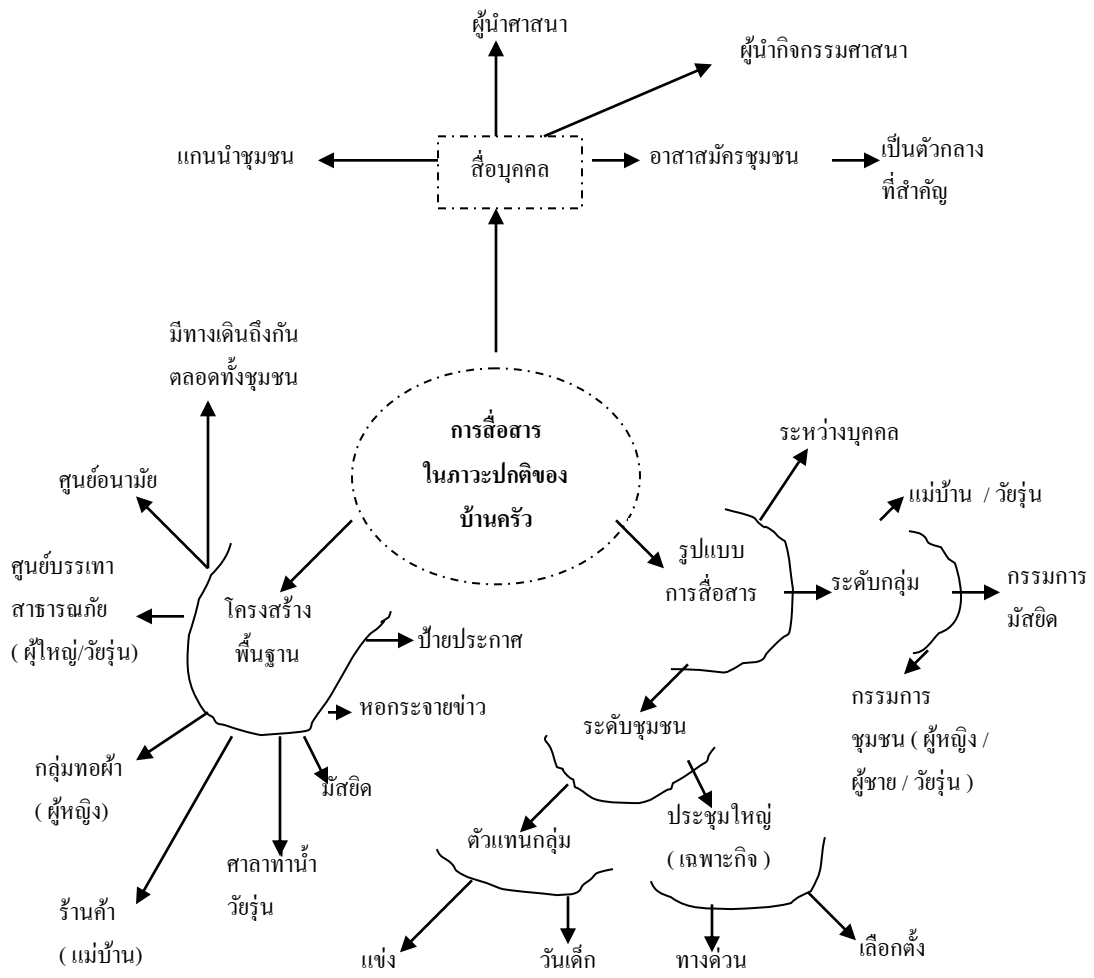 ผู้นำศาสนา
ผู้นำกิจกรรมศาสนา
แกนนำชุมชน
สื่อบุคคล
อาสาสมัครชุมชน
เป็นตัวกลาง
ที่สำคัญ
มีทางเดินถึงกัน
ตลอดทั้งชุมชน
การสื่อสาร
ในภาวะปกติของ
บ้านครัว
ศูนย์อนามัย
ศูนย์บรรเทา
สาธารณภัย
( ผุ้ใหญ่/วัยรุ่น)
โครงสร้าง
พื้นฐาน
ป้ายประกาศ
หอกระจายข่าว
มัสยิด
กลุ่มทอผ้า
( ผู้หญิง)
ศาลาท่าน้ำ
วัยรุ่น
ร้านค้า
( แม่บ้าน)
ระหว่างบุคคล
รูปแบบ
การสื่อสาร
ระดับกลุ่ม
แม่บ้าน / วัยรุ่น
กรรมการ
มัสยิด
กรรมการ
ชุมชน ( ผู้หญิง /
ผู้ชาย / วัยรุ่น )
ระดับชุมชน
ตัวแทนกลุ่ม
ประชุมใหญ่
( เฉพาะกิจ )
แข่ง
วันเด็ก
ทางด่วน
เลือกตั้ง